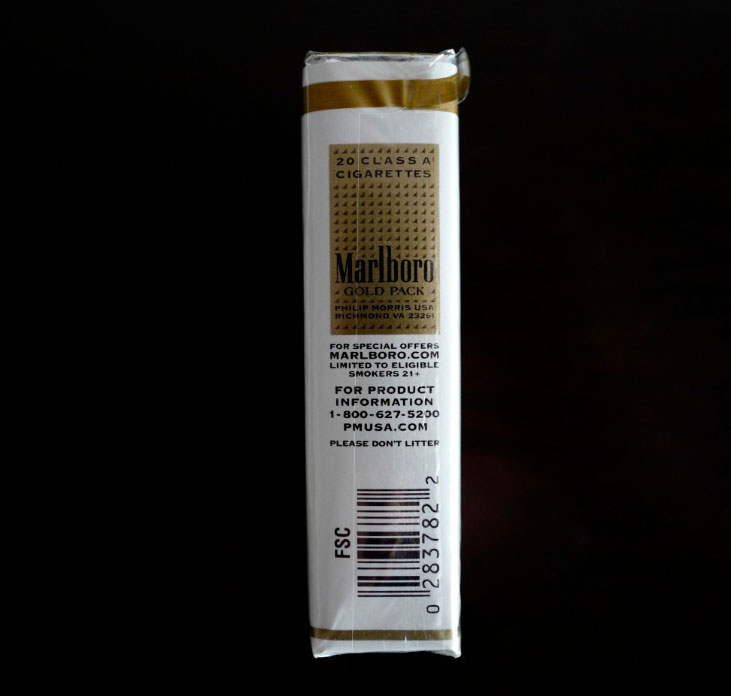 20 CLASS A
CIGARETTES
Marlboro
GOLD PACK
PHILIP MORRIS USA
RICHMOND VA 23261
FOR SPECIAL OFFERS
MARLBORO.COM
LIMITED TO ELIGIBLE
SMOKERS 21+
FOR PRODUCT
INFORMATION
1-800-627-5200
PMUSA.COM
PLEASE DON'T LITTER
FSC
0 283782 2